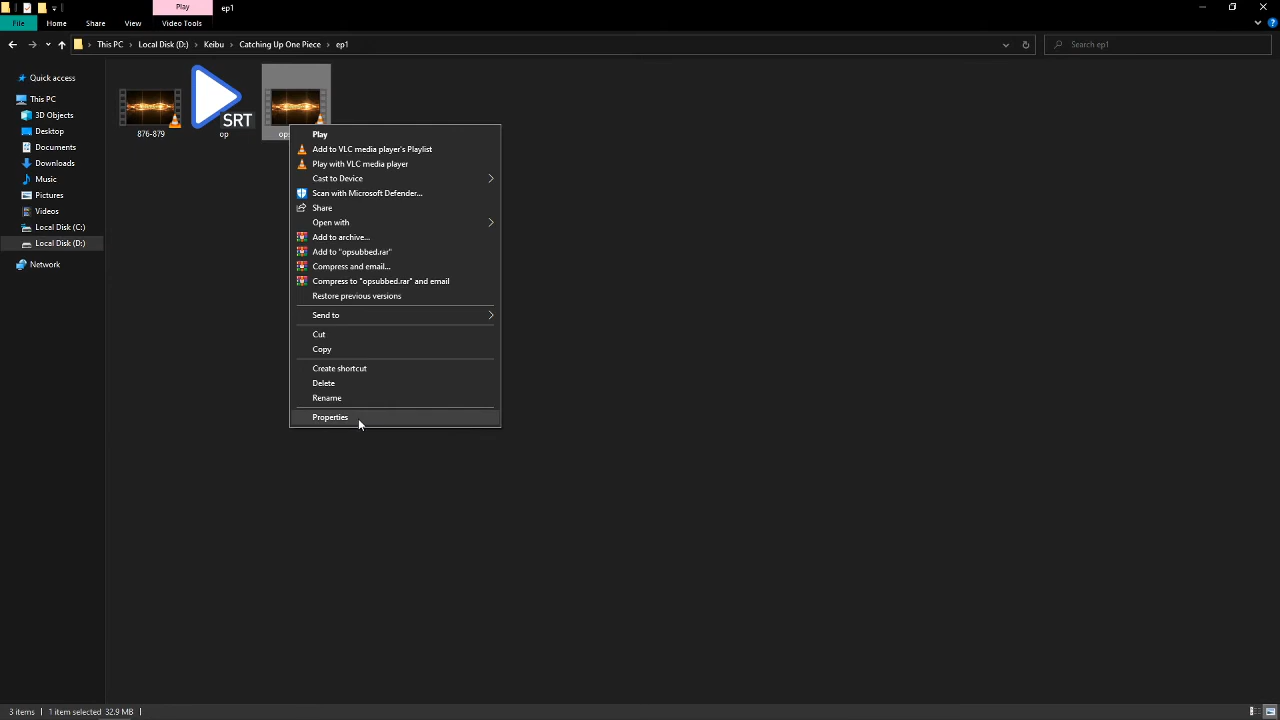 Play
ep1
File
Home
Share
View
Video Tools
This PC
Local Disk (D:)
Keibu
Catching Up One Piece
ep1
Search ep1
Quick access
This PC
3D Objects
Desktop
Documents
Downloads
Music
Pictures
Videos
Local Disk (C:)
Local Disk (D:)
Network
876-879
SRT
op
ops
Play
Add to VLC media player's Playlist
Play with VLC media player
Cast to Device
Scan with Microsoft Defender...
Share
Open with
Add to archive...
Add to "opsubbed.rar"
Compress and email...
Compress to "opsubbed.rar" and email
Restore previous versions
Send to
Cut
Copy
Create shortcut
Delete
Rename
Properties
3 items
1 item selected 32.9 MB